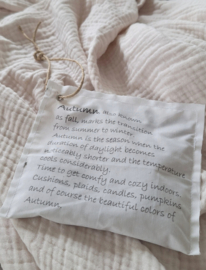 Autumn also known
as fall, marks the transition
from summer to winter.
Autumn is the season when the
duration of daylight becomes
noticeably shorter and the temperature
cools considerably.
Time to get comfy and cozy indoors.
Cushions, plaids, candles, pumpkins
and of course the beautiful colors of
Autumn.